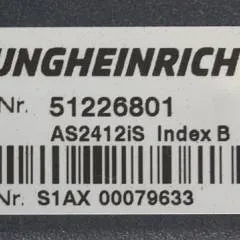 UNGHEINRICH
Nr. 51226801
AS2412iS Index B
Nr. S1AX 00079633